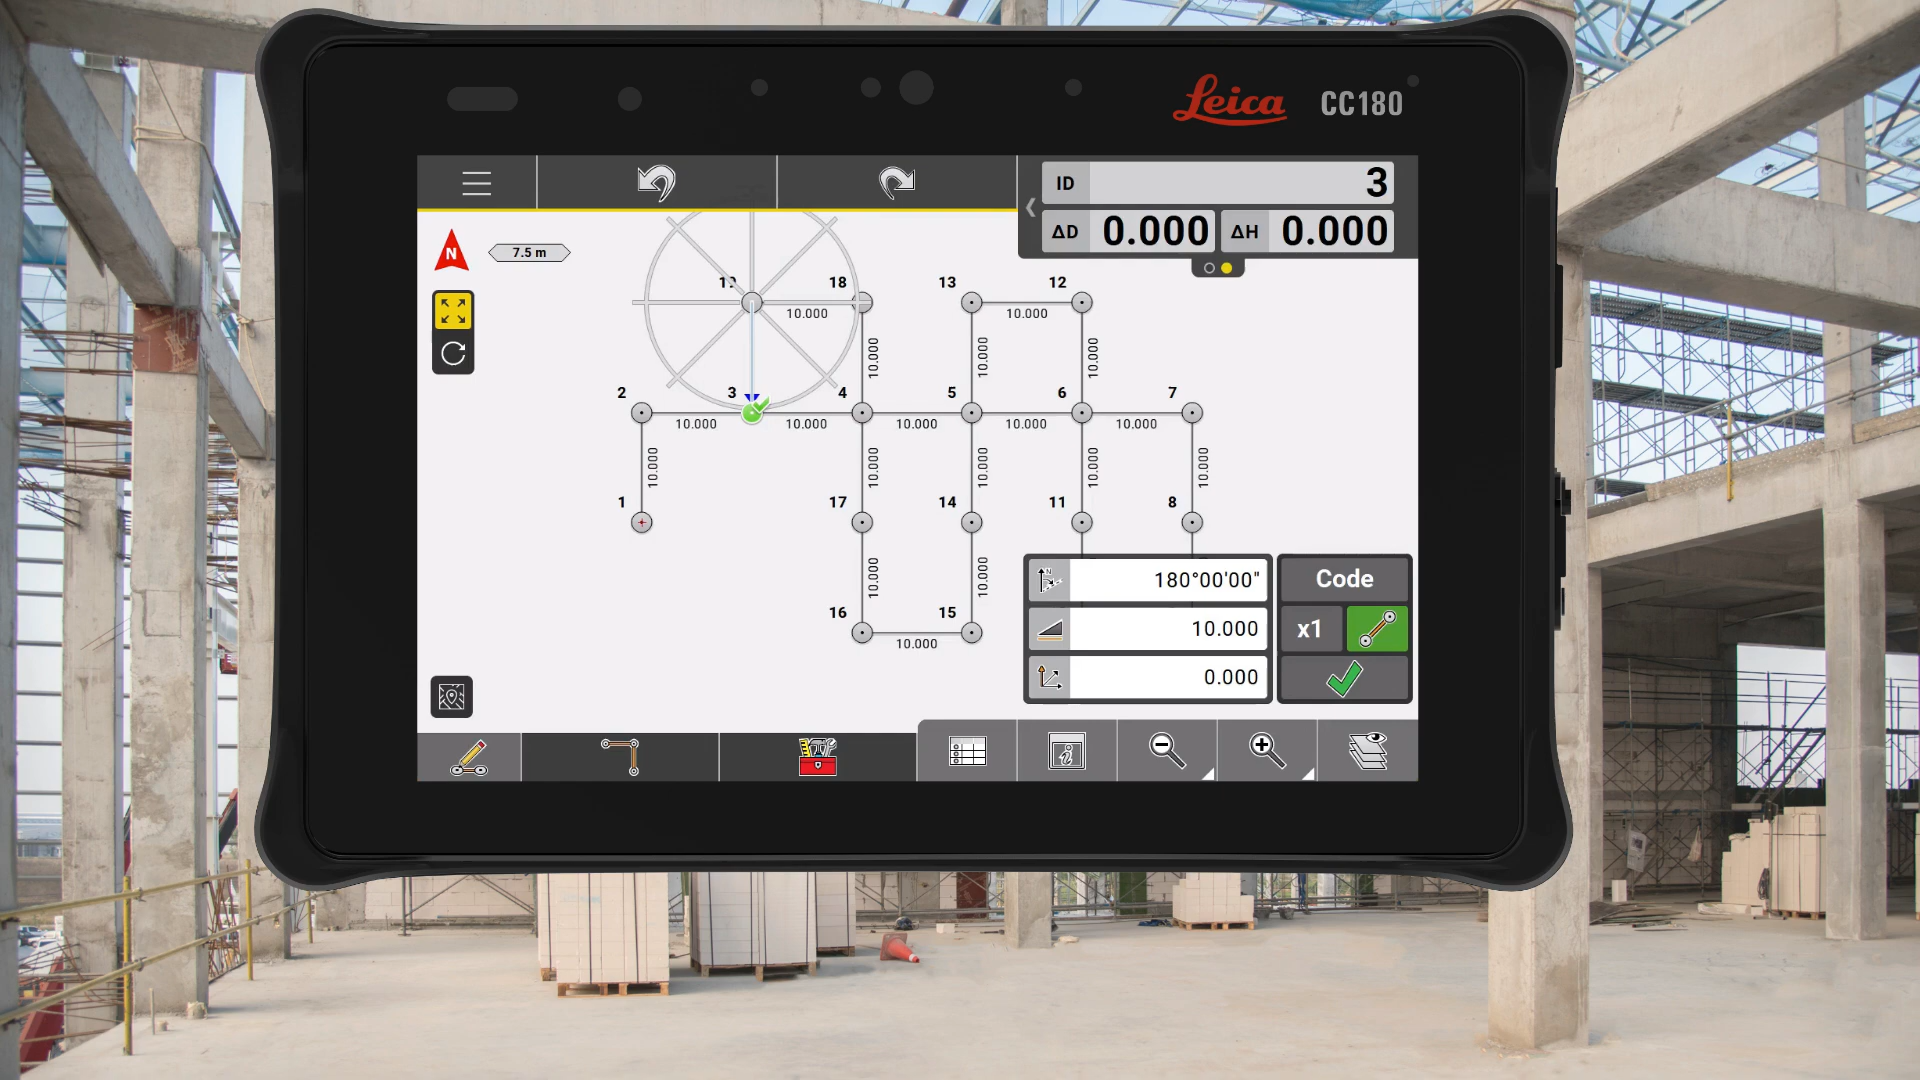 Leica CC180
ID 3
ΔD 0.000 ΔH 0.000
N 7.5 m
18 13 12
10.000 10.000
10.000 10.000 10.000
2 3 4 5 6 7
10.000 10.000 10.000 10.000 10.000
10.000 10.000 10.000 10.000 10.000
1 17 14 11 8
10.000 10.000
16 15
10.000
180°00'00" Code
N
10.000 x1
0.000
i